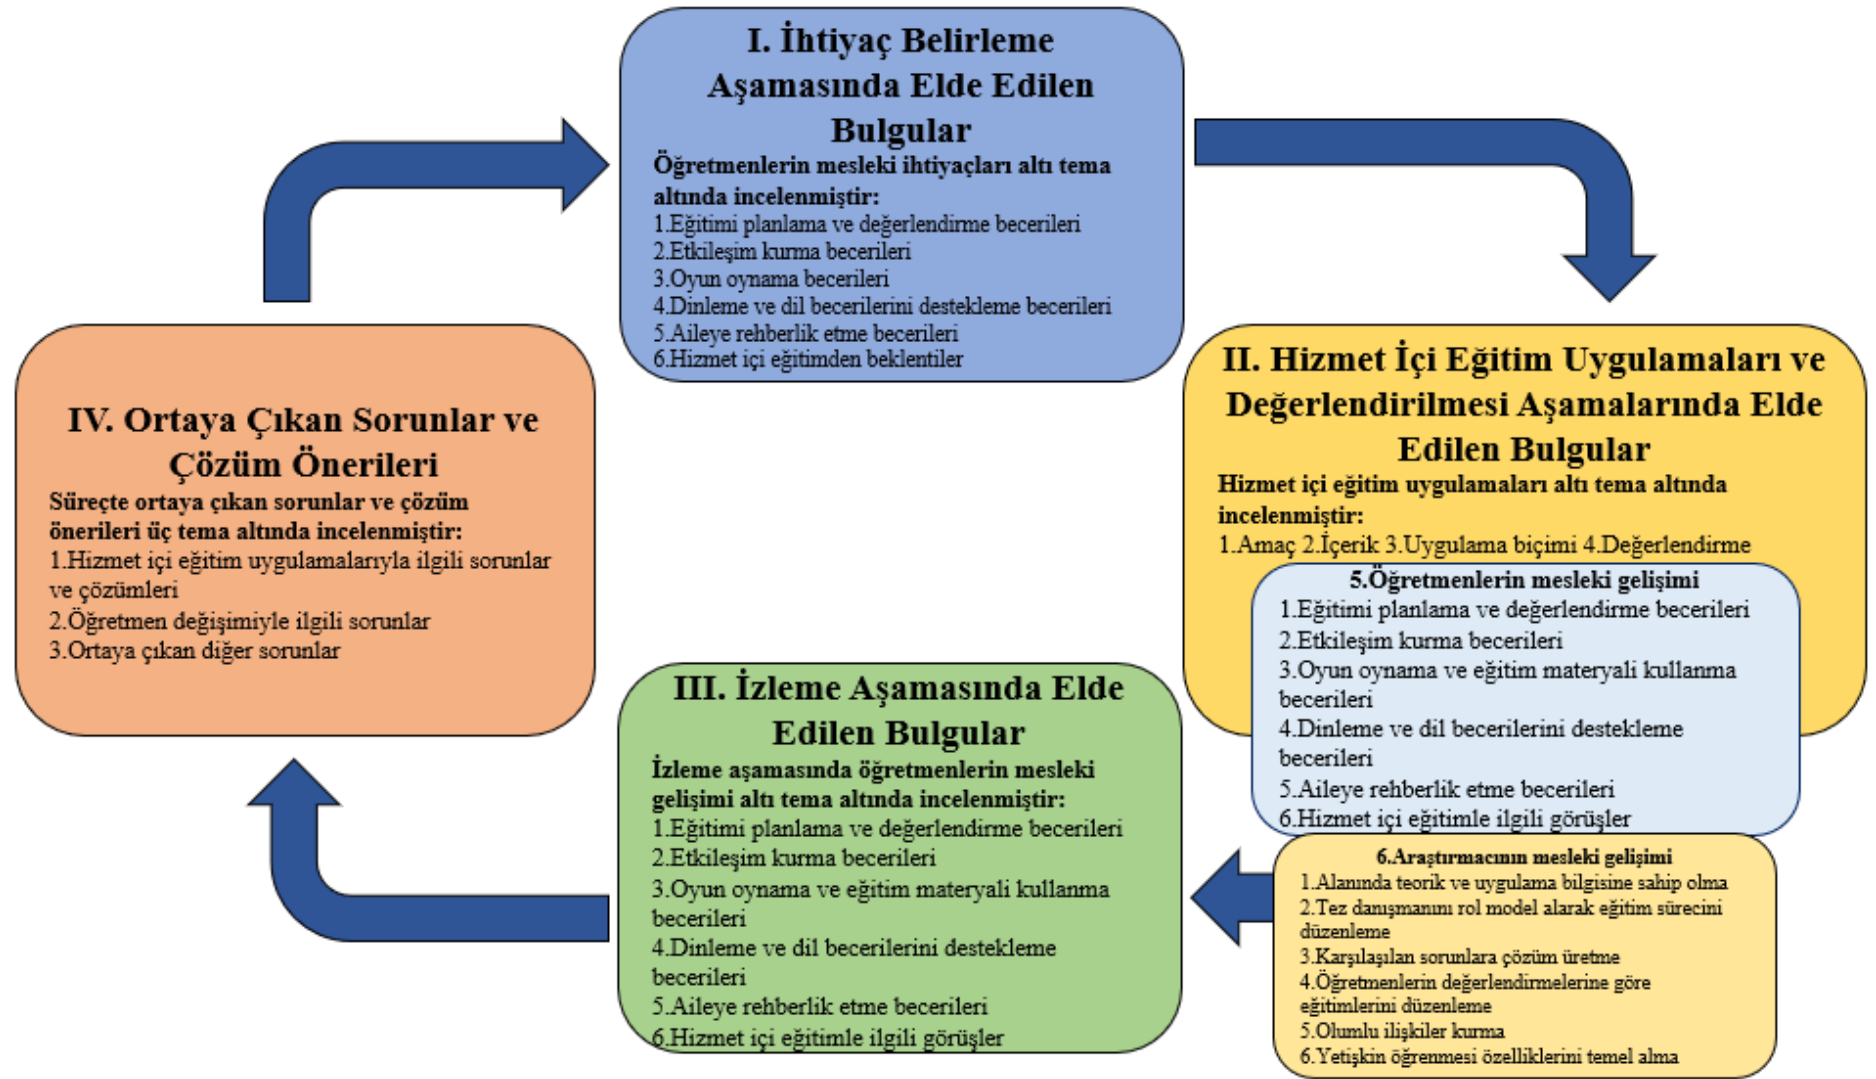 I. İhtiyaç Belirleme
Aşamasında Elde Edilen
Bulgular
Öğretmenlerin mesleki ihtiyaçları altı tema
altında incelenmiştir:
1.Eğitimi planlama ve değerlendirme becerileri
2.Etkileşim kurma becerileri
3.Oyun oynama becerileri
4.Dinleme ve dil becerilerini destekleme becerileri
5.Aileye rehberlik etme becerileri
6.Hizmet içi eğitimden beklentiler
II. Hizmet İçi Eğitim Uygulamaları ve
Değerlendirilmesi Aşamalarında Elde
Edilen Bulgular
Hizmet içi eğitim uygulamaları altı tema altında
incelenmiştir:
1.Amaç 2.İçerik 3.Uygulama biçimi 4.Değerlendirme
5.Öğretmenlerin mesleki gelişimi
1.Eğitimi planlama ve değerlendirme becerileri
2.Etkileşim kurma becerileri
3.Oyun oynama ve eğitim materyali kullanma
becerileri
4.Dinleme ve dil becerilerini destekleme
becerileri
5.Aileye rehberlik etme becerileri
6.Hizmet içi eğitimle ilgili görüşler
6.Araştırmacının mesleki gelişimi
1.Alanında teorik ve uygulama bilgisine sahip olma
2.Tez danışmanını rol model alarak eğitim sürecini
düzenleme
3.Karşılaşılan sorunlara çözüm üretme
4.Öğretmenlerin değerlendirmelerine göre
eğitimlerini düzenleme
5.Olumlu ilişkiler kurma
6.Yetişkin öğrenmesi özelliklerini temel alma
III. İzleme Aşamasında Elde
Edilen Bulgular
İzleme aşamasında öğretmenlerin mesleki
gelişimi altı tema altında incelenmiştir:
1.Eğitimi planlama ve değerlendirme becerileri
2.Etkileşim kurma becerileri
3.Oyun oynama ve eğitim materyali kullanma
becerileri
4.Dinleme ve dil becerilerini destekleme
becerileri
5.Aileye rehberlik etme becerileri
6.Hizmet içi eğitimle ilgili görüşler
IV. Ortaya Çıkan Sorunlar ve
Çözüm Önerileri
Süreçte ortaya çıkan sorunlar ve çözüm
önerileri üç tema altında incelenmiştir:
1.Hizmet içi eğitim uygulamalarıyla ilgili sorunlar
ve çözümleri
2.Öğretmen değişimiyle ilgili sorunlar
3.Ortaya çıkan diğer sorunlar